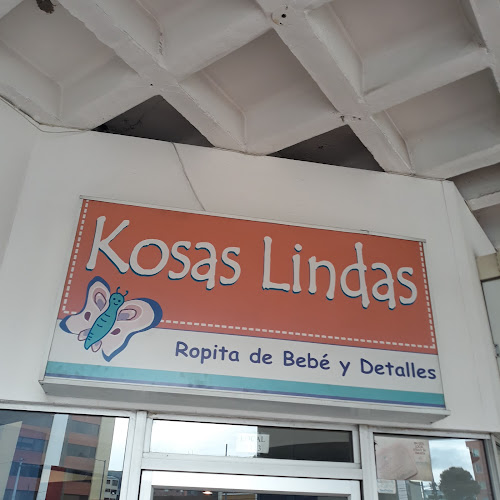 Kosas Lindas
Ropita de Bebé y Detalles